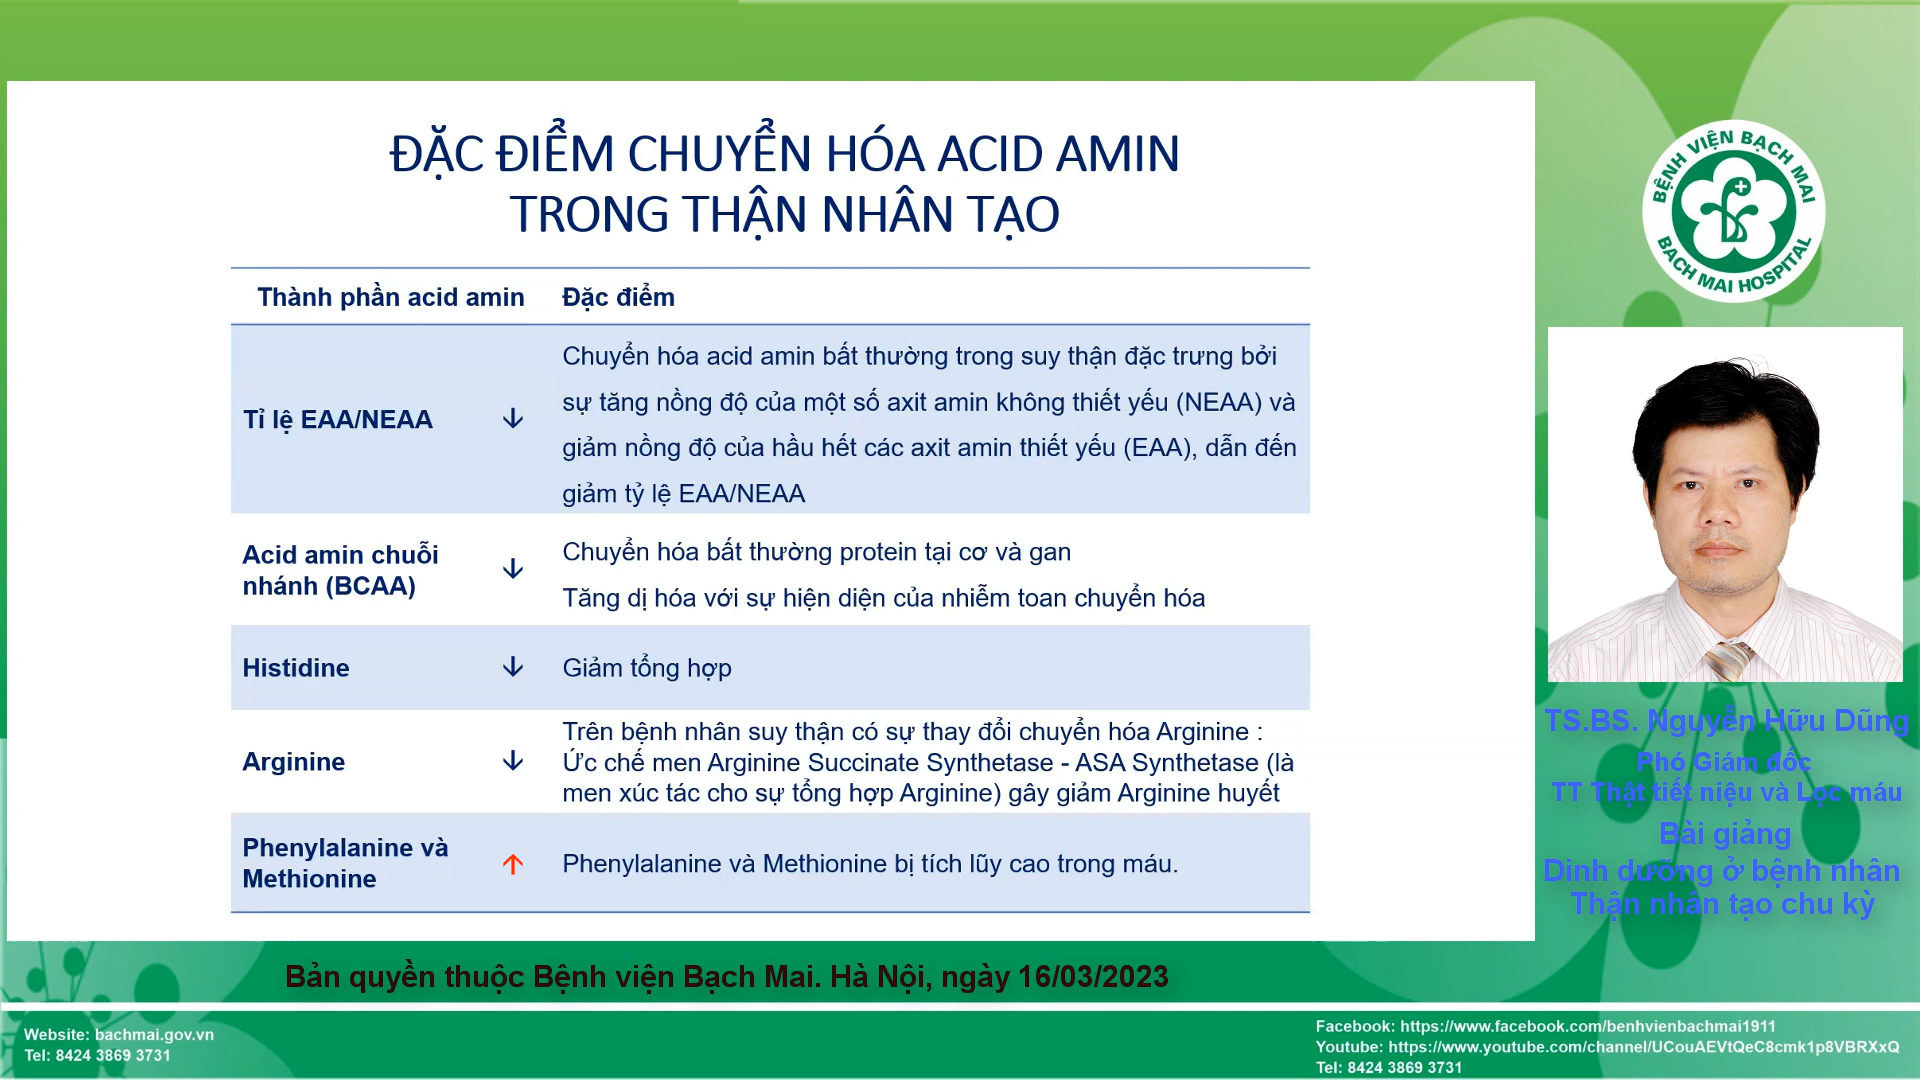 ĐẶC ĐIỂM CHUYỂN HÓA ACID AMIN
TRONG THẬN NHÂN TẠO
Thành phần acid amin Đặc điểm
Tỉ lệ EAA/NEAA ↓
Chuyển hóa acid amin bất thường trong suy thận đặc trưng bởi
sự tăng nồng độ của một số axit amin không thiết yếu (NEAA) và
giảm nồng độ của hầu hết các axit amin thiết yếu (EAA), dẫn đến
giảm tỷ lệ EAA/NEAA
Acid amin chuỗi
nhánh (BCAA) ↓
Chuyển hóa bất thường protein tại cơ và gan
Tăng dị hóa với sự hiện diện của nhiễm toan chuyển hóa
Histidine ↓ Giảm tổng hợp
Arginine ↓
Trên bệnh nhân suy thận có sự thay đổi chuyển hóa Arginine :
Ức chế men Arginine Succinate Synthetase - ASA Synthetase (là
men xúc tác cho sự tổng hợp Arginine) gây giảm Arginine huyết
Phenylalanine và
Methionine ↑
Phenylalanine và Methionine bị tích lũy cao trong máu.
BỆNH VIỆN BẠCH MAI
BACH MAI HOSPITAL
TS.BS. Nguyễn Hữu Dũng
Phó Giám đốc
TT Thật tiết niệu và Lọc máu
Bài giảng
Dinh dưỡng ở bệnh nhân
Thận nhân tạo chu kỳ
Bản quyền thuộc Bệnh viện Bạch Mai. Hà Nội, ngày 16/03/2023
Website: bachmai.gov.vn
Tel: 8424 3869 3731
Facebook: https://www.facebook.com/benhvienbachmai1911
Youtube: https://www.youtube.com/channel/UCouAEVtQeC8cmk1p8VBRXxQ
Tel: 8424 3869 3731